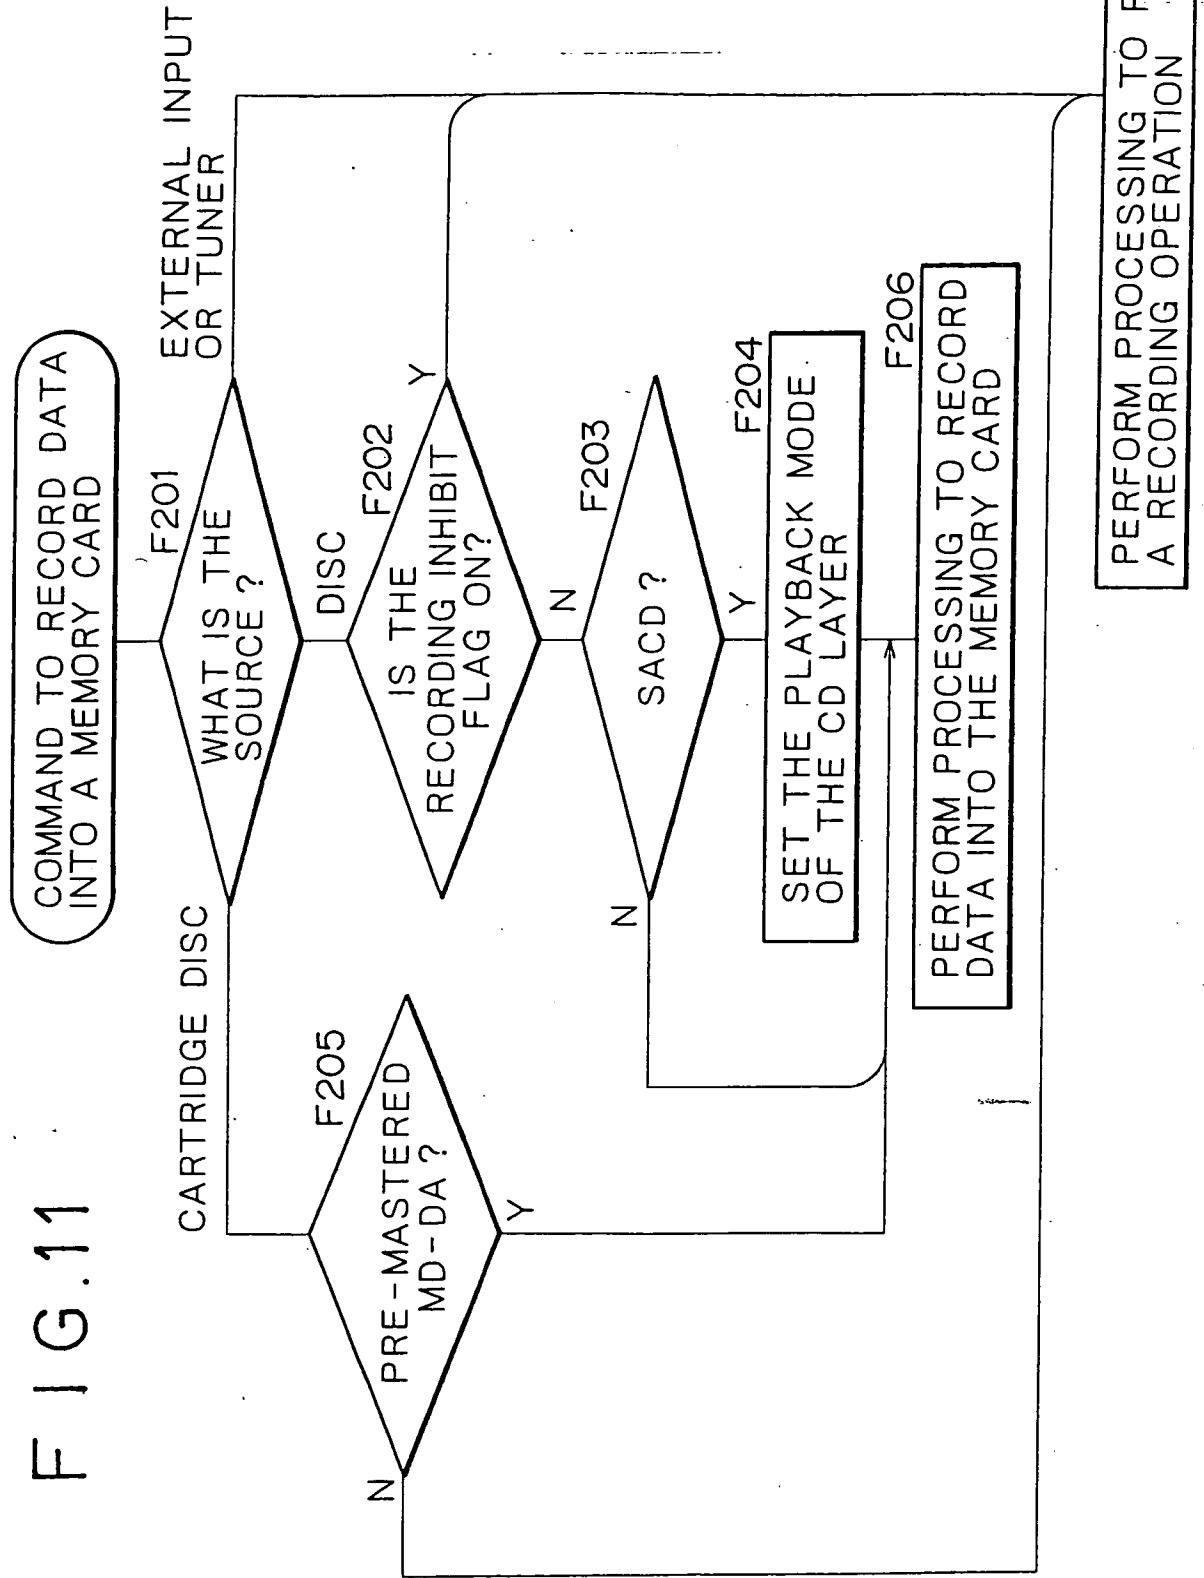 FIG.11
COMMAND TO RECORD DATA
INTO A MEMORY CARD
F201
WHAT IS THE
SOURCE?
CARTRIDGE DISC
EXTERNAL INPUT
OR TUNER
DISC
F202
IS THE
RECORDING INHIBIT
FLAG ON?
Y
N
F205
PRE-MASTERED
MD-DA?
N
Y
F203
SACD?
N
Y
F204
SET THE PLAYBACK MODE
OF THE CD LAYER
F206
PERFORM PROCESSING TO RECORD
DATA INTO THE MEMORY CARD
PERFORM PROCESSING TO
A RECORDING OPERATION